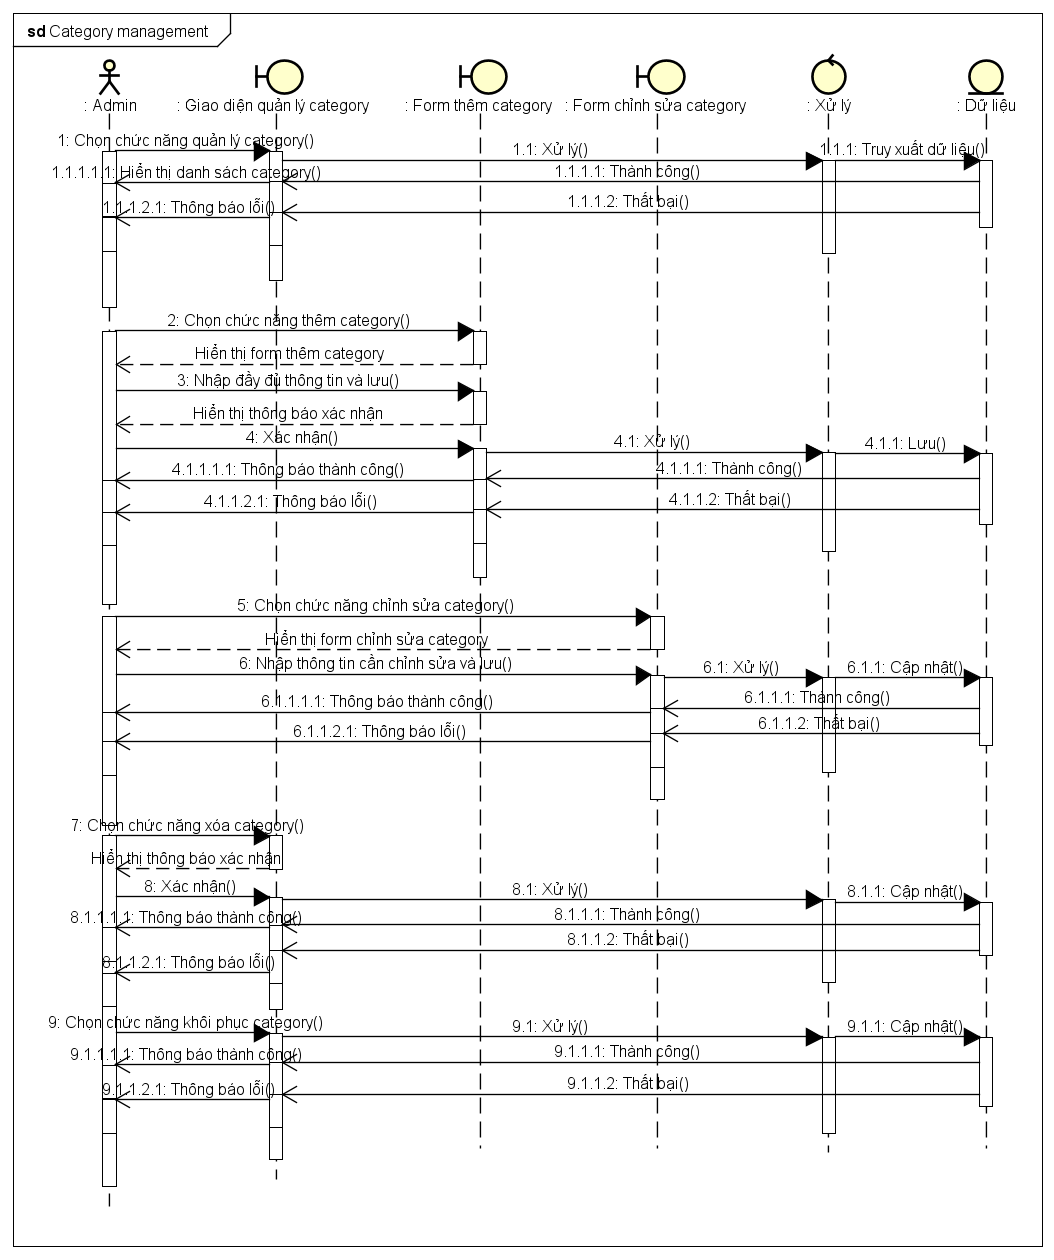 sd Category management
: Admin
: Giao diện quản lý category
: Form thêm category
: Form chỉnh sửa category
: Xử lý
: Dữ liệu
1: Chọn chức năng quản lý category()
1.1: Xử lý()
1.1.1: Truy xuất dữ liệu()
1.1.1.1.1: Hiển thị danh sách category()
1.1.1.1: Thành công()
1.1.1.2.1: Thông báo lỗi()
1.1.1.2: Thất bại()
2: Chọn chức năng thêm category()
Hiển thị form thêm category
3: Nhập đầy đủ thông tin và lưu()
Hiển thị thông báo xác nhận
4: Xác nhận()
4.1: Xử lý()
4.1.1: Lưu()
4.1.1.1.1: Thông báo thành công()
4.1.1.1: Thành công()
4.1.1.2.1: Thông báo lỗi()
4.1.1.2: Thất bại()
5: Chọn chức năng chỉnh sửa category()
Hiển thị form chỉnh sửa category
6: Nhập thông tin cần chỉnh sửa và lưu()
6.1: Xử lý()
6.1.1: Cập nhật()
6.1.1.1.1: Thông báo thành công()
6.1.1.1: Thành công()
6.1.1.2.1: Thông báo lỗi()
6.1.1.2: Thất bại()
7: Chọn chức năng xóa category()
Hiển thị thông báo xác nhận
8: Xác nhận()
8.1: Xử lý()
8.1.1: Cập nhật()
8.1.1.1.1: Thông báo thành công()
8.1.1.1: Thành công()
8.1.1.2.1: Thông báo lỗi()
8.1.1.2: Thất bại()
9: Chọn chức năng khôi phục category()
9.1: Xử lý()
9.1.1: Cập nhật()
9.1.1.1.1: Thông báo thành công()
9.1.1.1: Thành công()
9.1.1.2.1: Thông báo lỗi()
9.1.1.2: Thất bại()